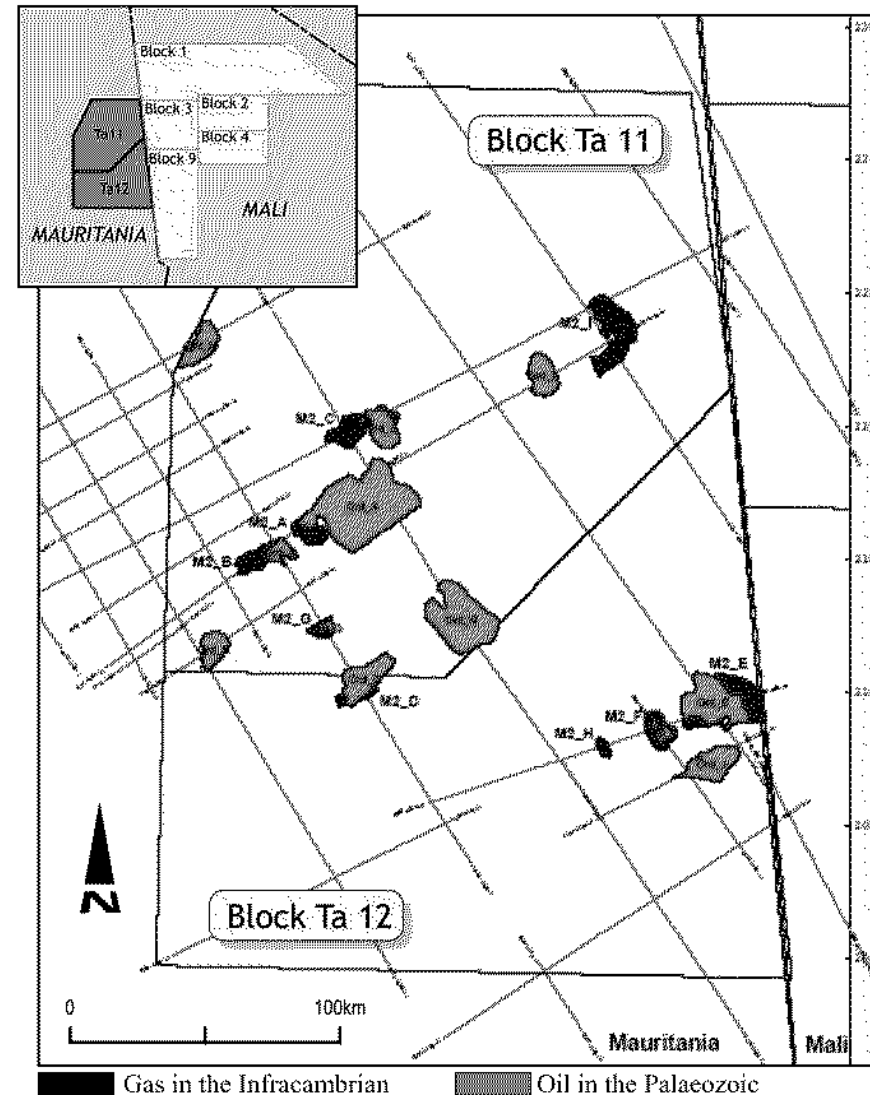 Block 1
Block 3
Block 2
Block 4
Block 9
Ta11
Ta12
MALI
MAURITANIA
Block Ta 11
M2_I
M2_C
M2_A
M2_B
M2_G
M2_D
M2_E
M2_F
M2_H
N
Block Ta 12
0
100km
Mauritania
Mali
Gas in the Infracambrian
Oil in the Palaeozoic